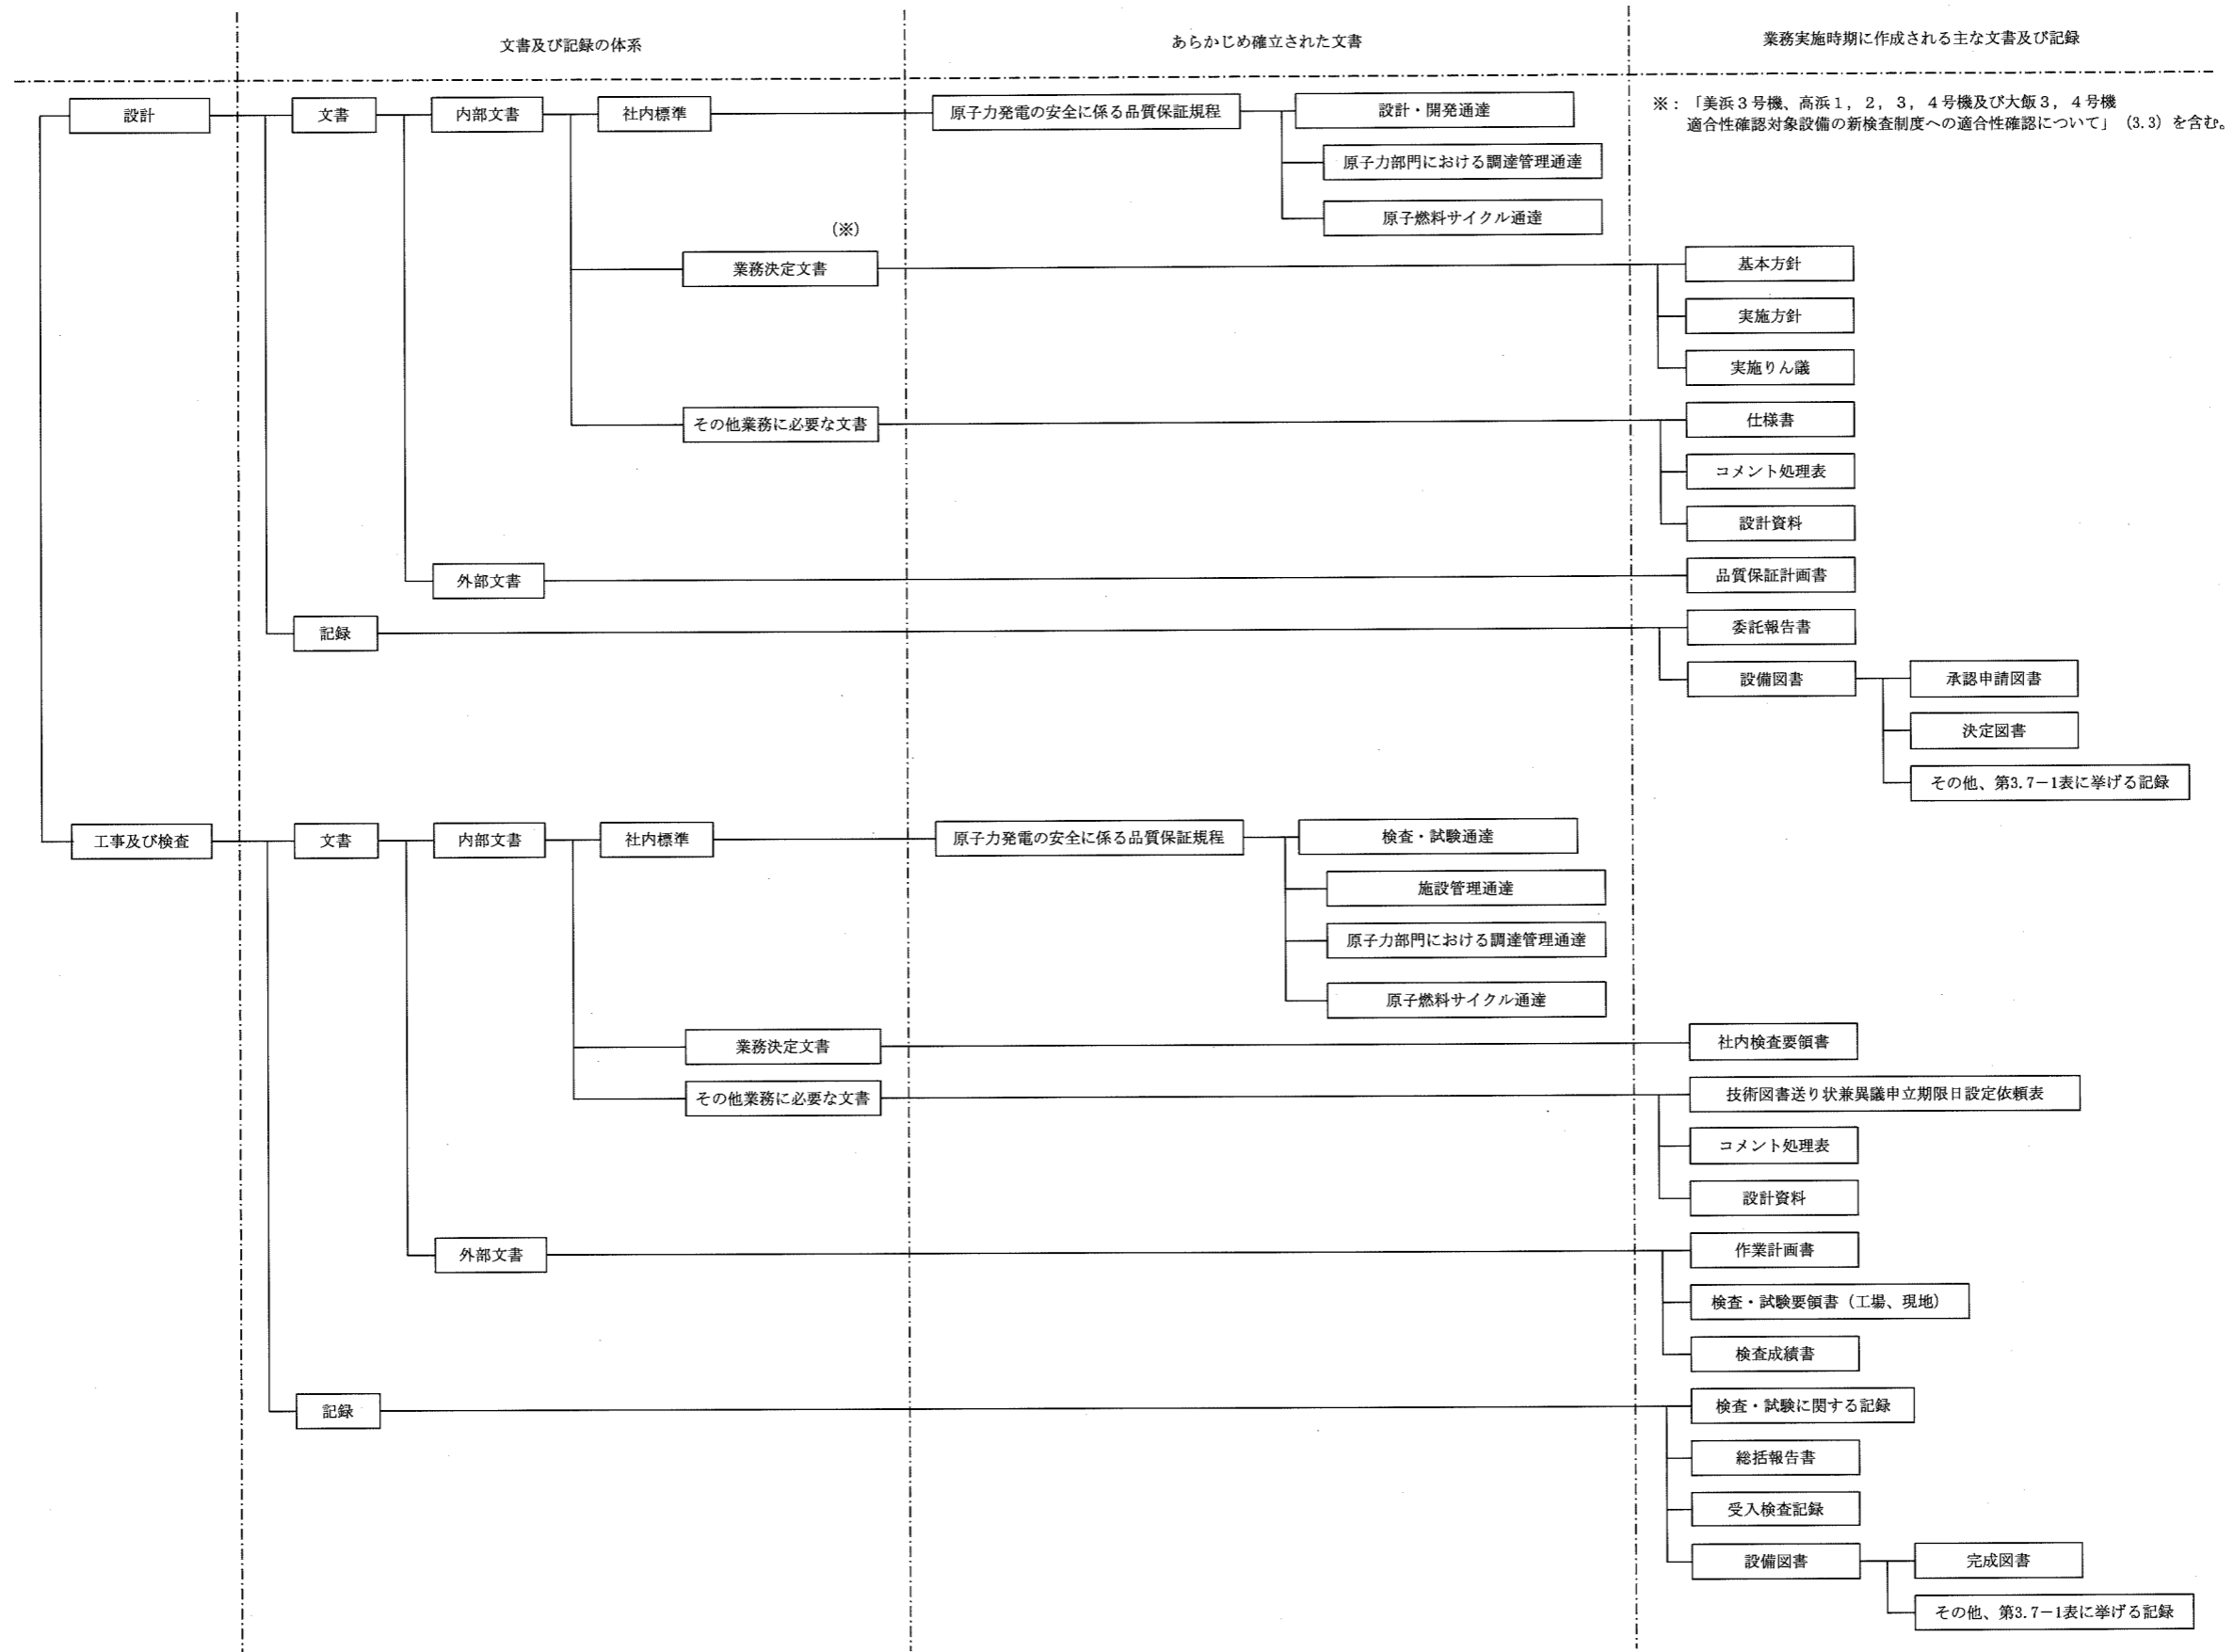 文書及び記録の体系
あらかじめ確立された文書
業務実施時期に作成される主な文書及び記録
設計
文書
内部文書
社内標準
原子力発電の安全に係る品質保証規程
設計・開発通達
※：「美浜３号機、高浜１，２，３，４号機及び大飯３，４号機
適合性確認対象設備の新検査制度への適合性確認について」（3.3）を含む。
原子力部門における調達管理通達
原子燃料サイクル通達
（※）
業務決定文書
基本方針
実施方針
実施りん議
その他業務に必要な文書
仕様書
コメント処理表
設計資料
外部文書
品質保証計画書
記録
委託報告書
設備図書
承認申請図書
決定図書
その他、第3.7－1表に挙げる記録
工事及び検査
文書
内部文書
社内標準
原子力発電の安全に係る品質保証規程
検査・試験通達
施設管理通達
原子力部門における調達管理通達
原子燃料サイクル通達
業務決定文書
社内検査要領書
その他業務に必要な文書
技術図書送り状兼異議申立期限日設定依頼表
コメント処理表
設計資料
外部文書
作業計画書
検査・試験要領書（工場、現地）
検査成績書
記録
検査・試験に関する記録
総括報告書
受入検査記録
設備図書
完成図書
その他、第3.7－1表に挙げる記録